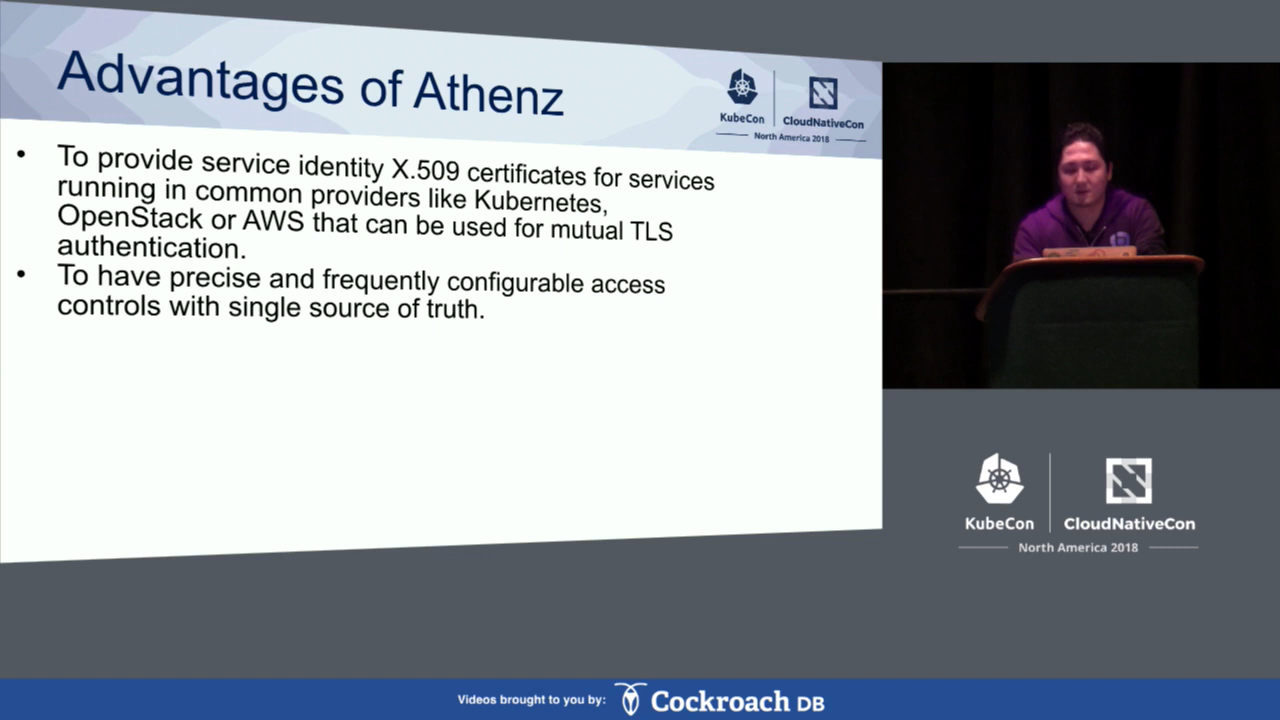 Advantages of Athenz
KubeCon
CloudNativeCon
North America 2018
• To provide service identity X.509 certificates for services
running in common providers like Kubernetes,
OpenStack or AWS that can be used for mutual TLS
authentication.
• To have precise and frequently configurable access
controls with single source of truth.
KubeCon
CloudNativeCon
North America 2018
Videos brought to you by:
Cockroach DB